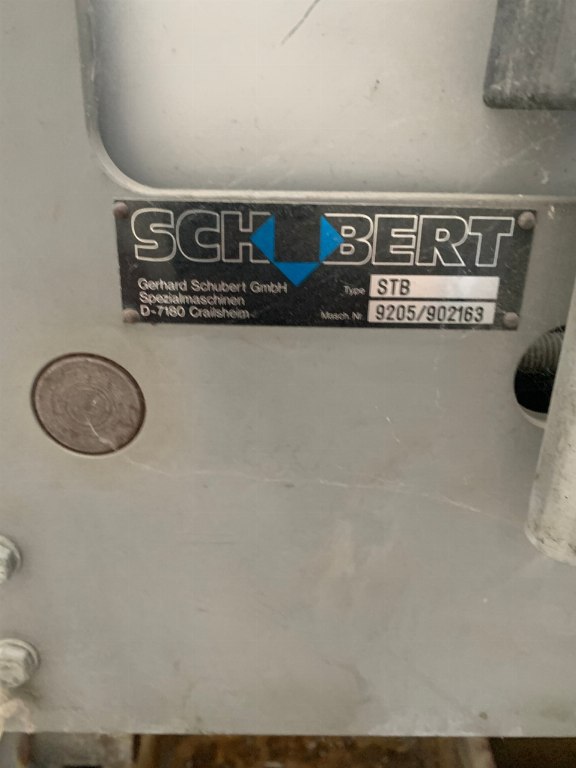 SCHUBERT
Gerhard Schubert GmbH
Spezialmaschinen
D-7180 Crailsheim
Type STB
Masch. Nr. 9205/902163